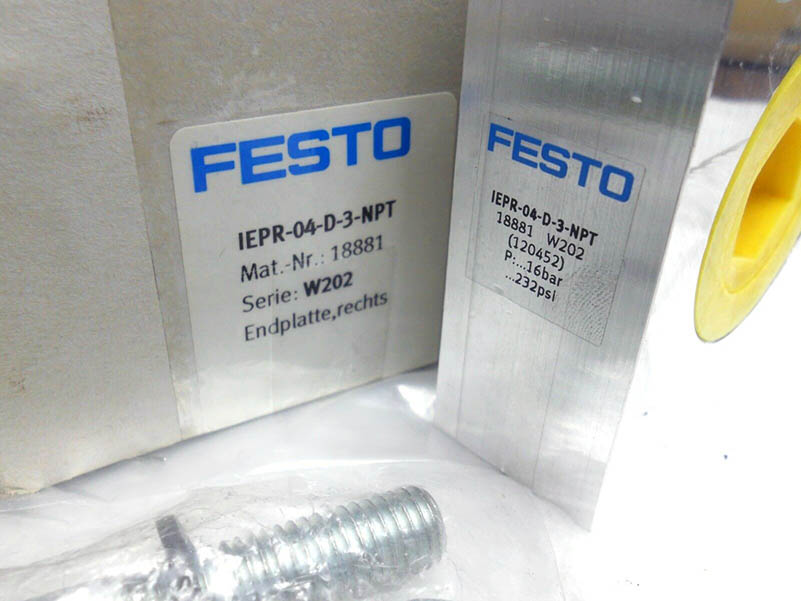 FESTO
IEPR-04-D-3-NPT
Mat.-Nr.: 18881
Serie: W202
Endplatte,rechts
FESTO
IEPR-04-D-3-NPT
18881 W202
(120452)
P:...16bar
...232psi